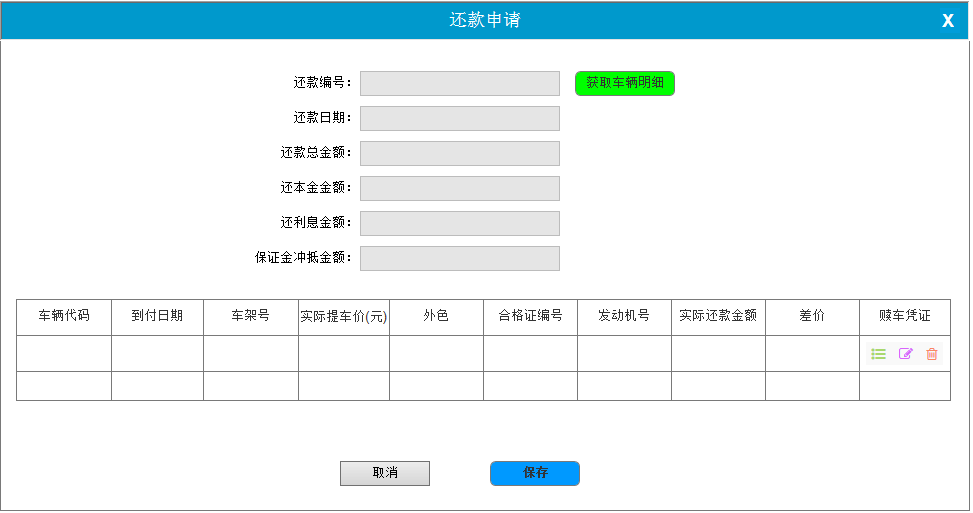 还款申请 X
还款编号： 获取车辆明细
还款日期：
还款总金额：
还本金金额：
还利息金额：
保证金冲抵金额：
车辆代码 到付日期 车架号 实际提车价(元) 外色 合格证编号 发动机号 实际还款金额 差价 赎车凭证
取消 保存